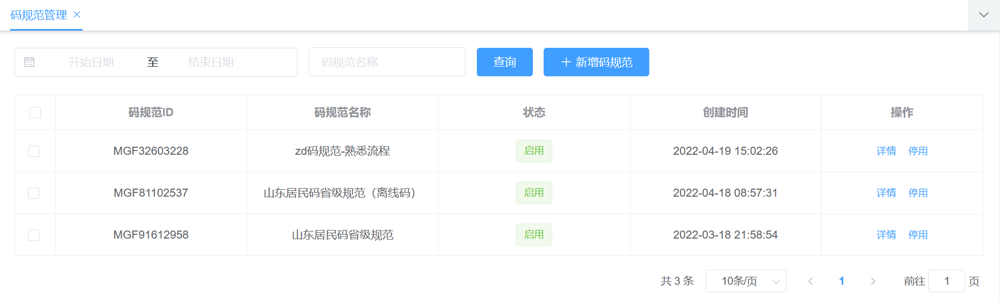 码规范管理
开始日期 至 结束日期 码规范名称 查询 新增码规范
码规范ID 码规范名称 状态 创建时间 操作
MGF32603228 zd码规范-熟悉流程 启用 2022-04-19 15:02:26 详情 停用
MGF81102537 山东居民码省级规范（离线码） 启用 2022-04-18 08:57:31 详情 停用
MGF91612958 山东居民码省级规范 启用 2022-03-18 21:58:54 详情 停用
共 3 条 10条/页 1 前往 1 页